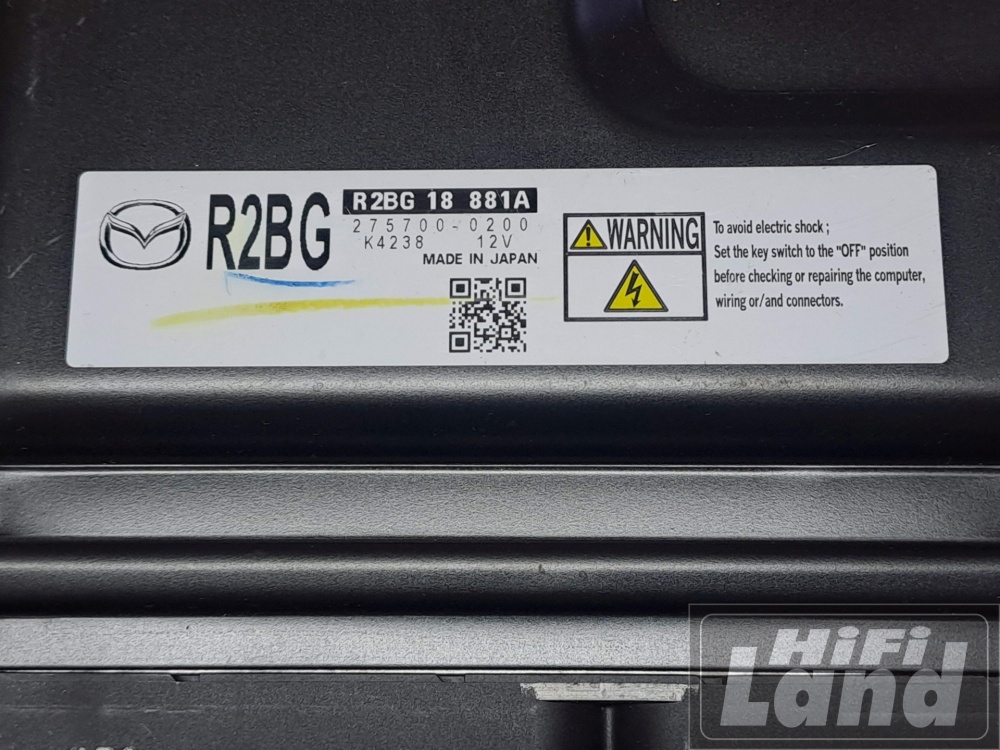 R2BG
R2BG 18 881A
275700-0200
K4238 12V
MADE IN JAPAN
WARNING
To avoid electric shock ;
Set the key switch to the "OFF" position
before checking or repairing the computer,
wiring or/and connectors.
HiFi
Land